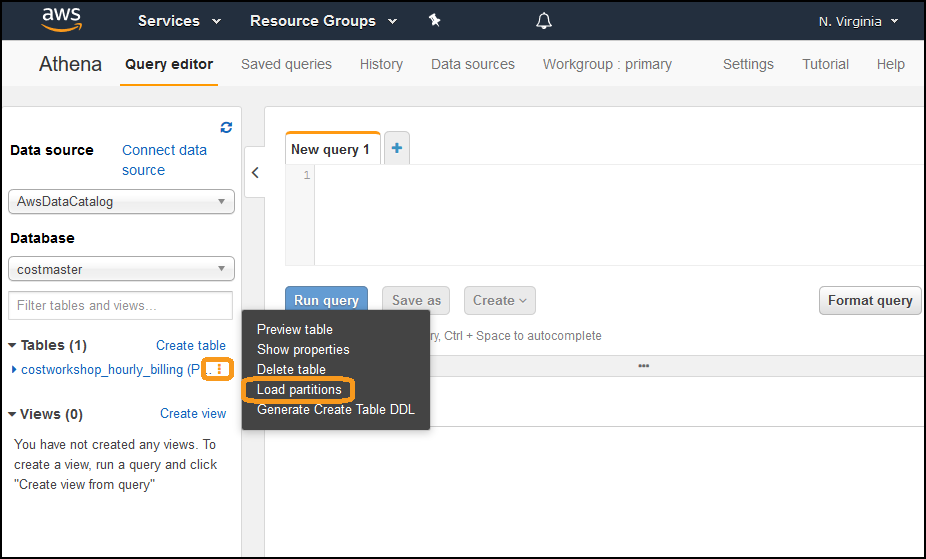 aws Services Resource Groups N. Virginia
Athena Query editor Saved queries History Data sources Workgroup : primary Settings Tutorial Help
Data source Connect data
source
AwsDataCatalog
Database
costmaster
Filter tables and views...
Tables (1) Create table
costworkshop_hourly_billing (P...
Views (0) Create view
You have not created any views. To
create a view, run a query and click
"Create view from query"
New query 1 +
1
Run query Save as Create Format query
ry, Ctrl + Space to autocomplete
Preview table
Show properties
Delete table
Load partitions
Generate Create Table DDL